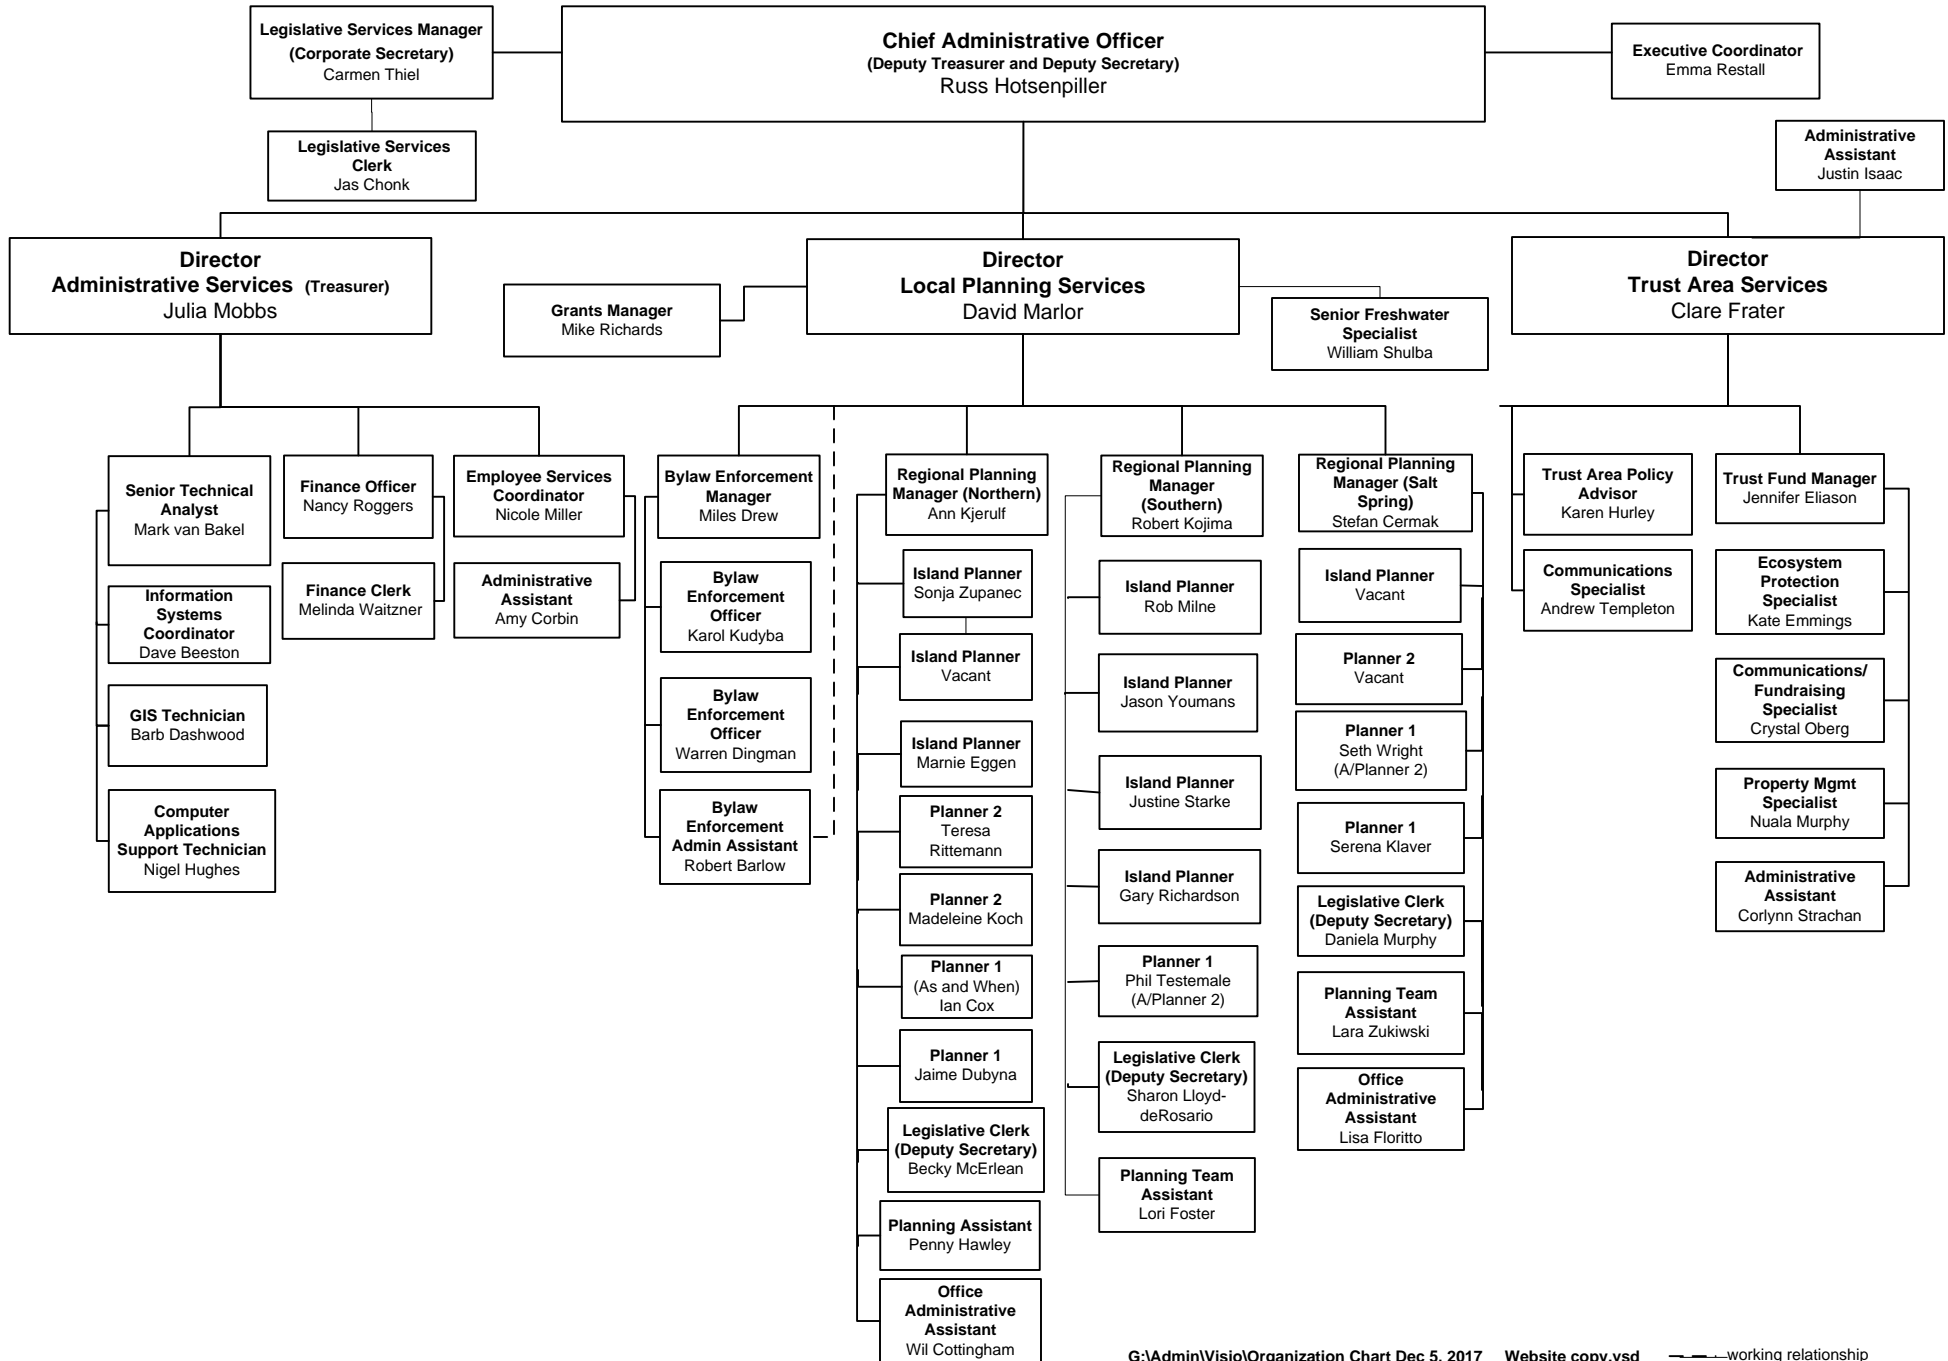 Legislative Services Manager
(Corporate Secretary)
Carmen Thiel
Chief Administrative Officer
(Deputy Treasurer and Deputy Secretary)
Russ Hotsenpiller
Executive Coordinator
Emma Restall
Legislative Services
Clerk
Jas Chonk
Administrative
Assistant
Justin Isaac
Director
Administrative Services (Treasurer)
Julia Mobbs
Director
Local Planning Services
David Marlor
Director
Trust Area Services
Clare Frater
Grants Manager
Mike Richards
Senior Freshwater
Specialist
William Shulba
Senior Technical
Analyst
Mark van Bakel
Information
Systems
Coordinator
Dave Beeston
GIS Technician
Barb Dashwood
Computer
Applications
Support Technician
Nigel Hughes
Finance Officer
Nancy Roggers
Finance Clerk
Melinda Waitzner
Employee Services
Coordinator
Nicole Miller
Administrative
Assistant
Amy Corbin
Bylaw Enforcement
Manager
Miles Drew
Bylaw
Enforcement
Officer
Karol Kudyba
Bylaw
Enforcement
Officer
Warren Dingman
Bylaw
Enforcement
Admin Assistant
Robert Barlow
Regional Planning
Manager (Northern)
Ann Kjerulf
Island Planner
Sonja Zupanec
Island Planner
Vacant
Island Planner
Marnie Eggen
Planner 2
Teresa
Rittemann
Planner 2
Madeleine Koch
Planner 1
(As and When)
Ian Cox
Planner 1
Jaime Dubyna
Legislative Clerk
(Deputy Secretary)
Becky McErlean
Planning Assistant
Penny Hawley
Office
Administrative
Assistant
Wil Cottingham
Regional Planning
Manager
(Southern)
Robert Kojima
Island Planner
Rob Milne
Island Planner
Jason Youmans
Island Planner
Justine Starke
Island Planner
Gary Richardson
Planner 1
Phil Testemale
(A/Planner 2)
Legislative Clerk
(Deputy Secretary)
Sharon Lloyd-
deRosario
Planning Team
Assistant
Lori Foster
Regional Planning
Manager (Salt
Spring)
Stefan Cermak
Island Planner
Vacant
Planner 2
Vacant
Planner 1
Seth Wright
(A/Planner 2)
Planner 1
Serena Klaver
Legislative Clerk
(Deputy Secretary)
Daniela Murphy
Planning Team
Assistant
Lara Zukiwski
Office
Administrative
Assistant
Lisa Floritto
Trust Area Policy
Advisor
Karen Hurley
Communications
Specialist
Andrew Templeton
Trust Fund Manager
Jennifer Eliason
Ecosystem
Protection
Specialist
Kate Emmings
Communications/
Fundraising
Specialist
Crystal Oberg
Property Mgmt
Specialist
Nuala Murphy
Administrative
Assistant
Corlynn Strachan
G:\Admin\Visio\Organization Chart Dec 5, 2017 Website copy.vsd working relationship